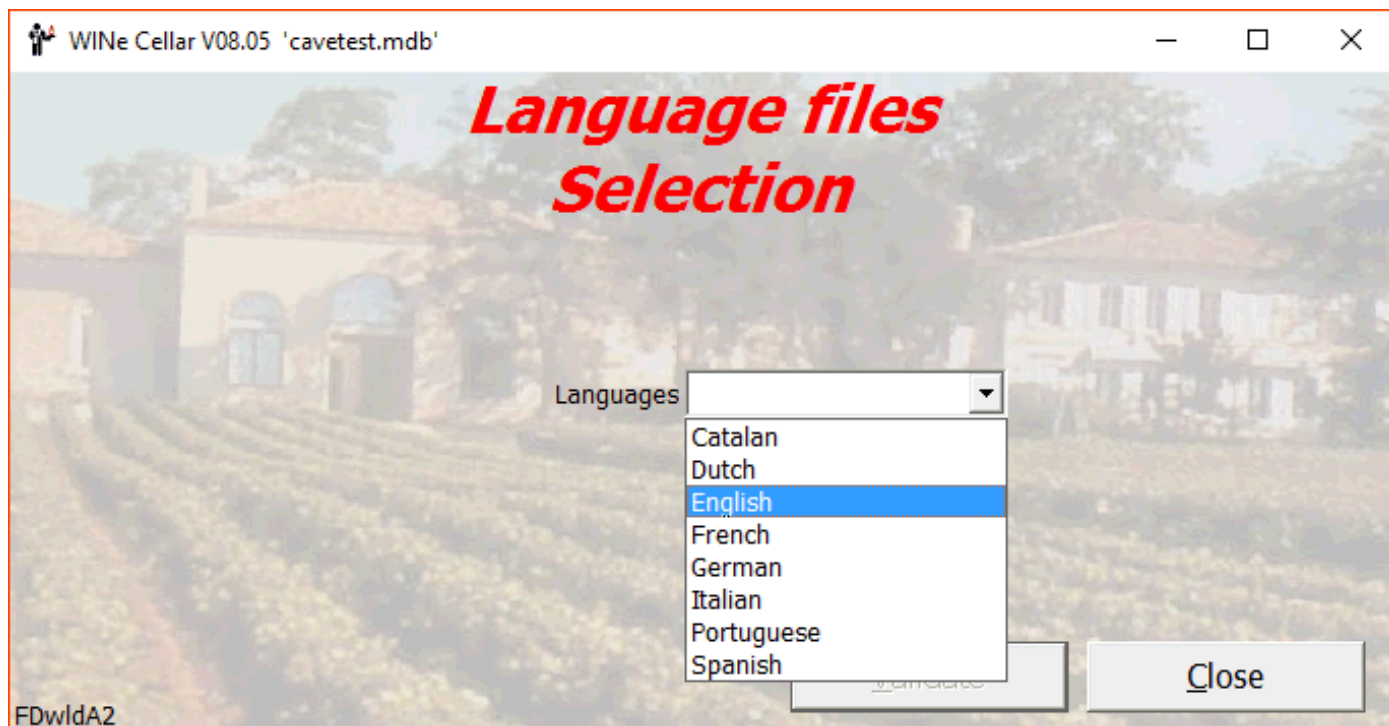 WINe Cellar V08.05 'cavetest.mdb'
Language files
Selection
Languages
Catalan
Dutch
English
French
German
Italian
Portuguese
Spanish
Close
FDwldA2